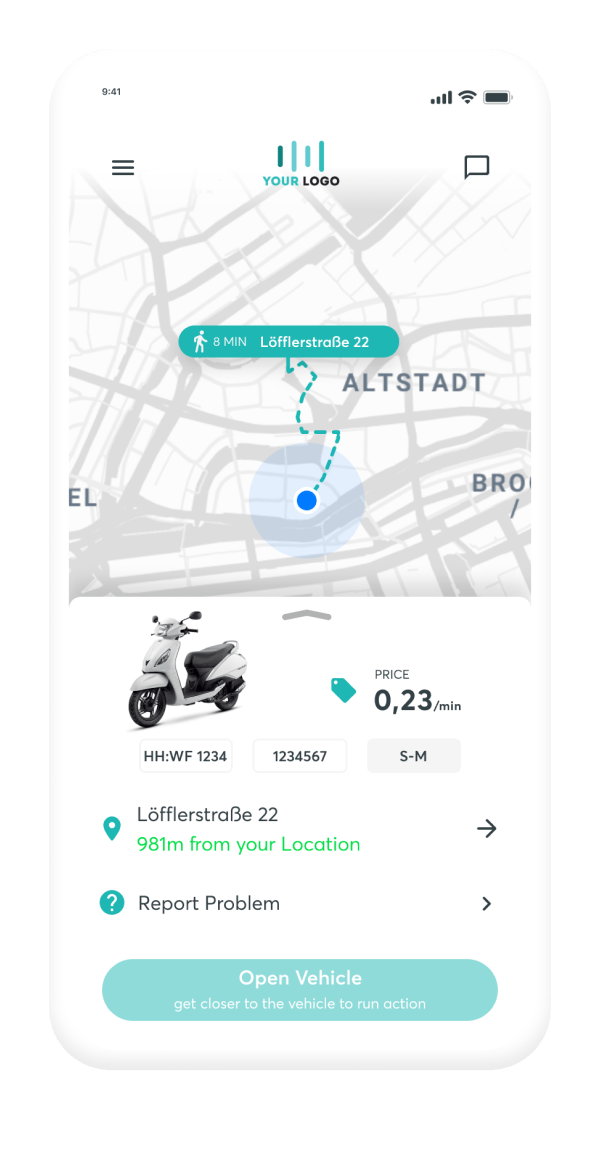 9:41
YOUR LOGO
8 MIN Löfflerstraße 22
ALTSTADT
EL
BRO
/
PRICE
0,23/min
HH:WF 1234
1234567
S-M
Löfflerstraße 22
981m from your Location
Report Problem
Open Vehicle
get closer to the vehicle to run action